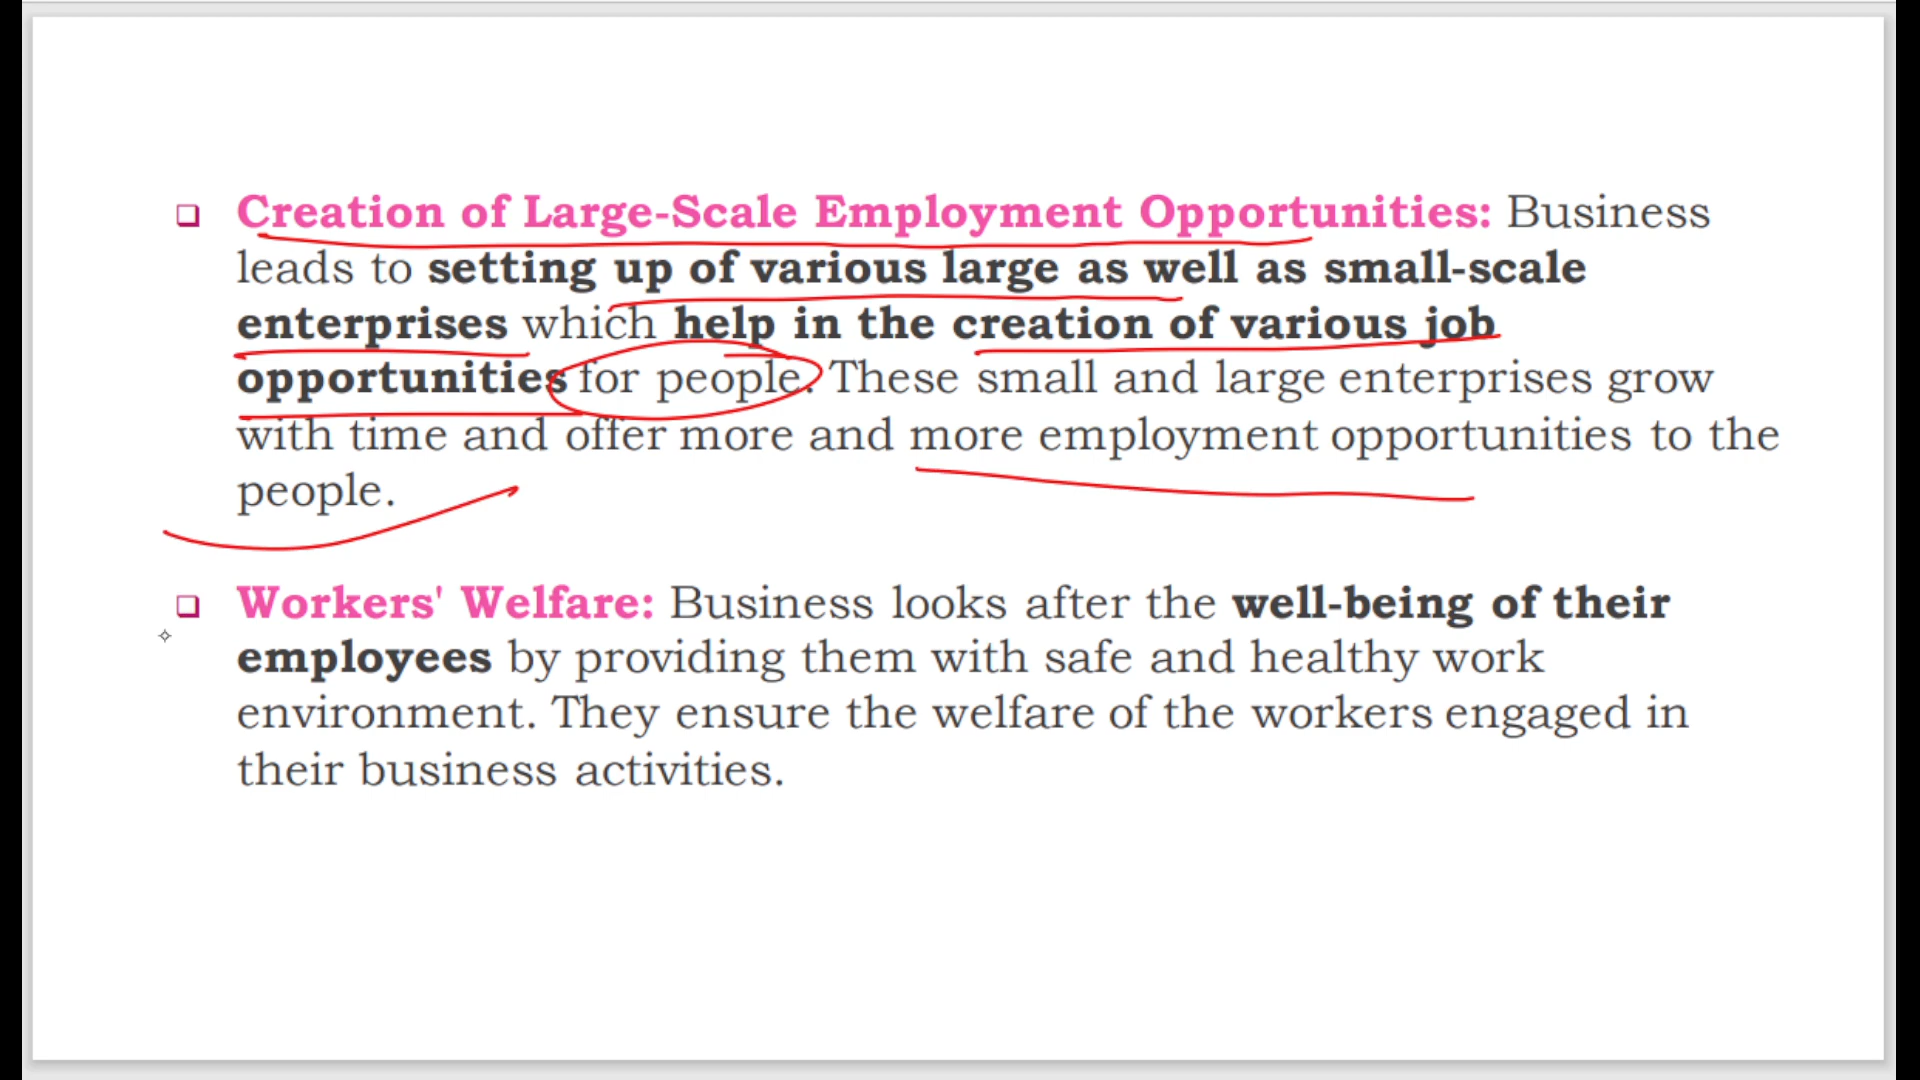 Creation of Large-Scale Employment Opportunities: Business
leads to setting up of various large as well as small-scale
enterprises which help in the creation of various job
opportunities for people. These small and large enterprises grow
with time and offer more and more employment opportunities to the
people.
Workers' Welfare: Business looks after the well-being of their
employees by providing them with safe and healthy work
environment. They ensure the welfare of the workers engaged in
their business activities.